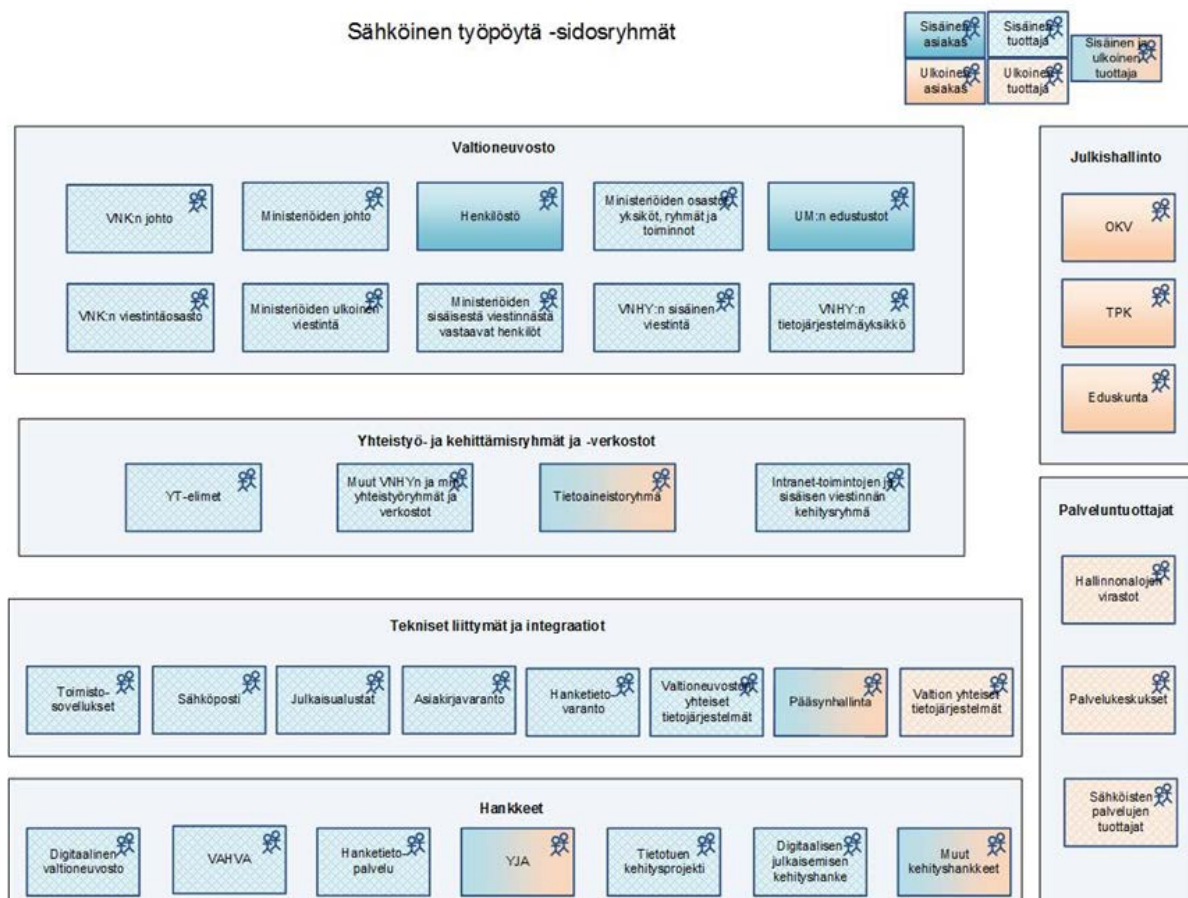 Sähköinen työpöytä -sidosryhmät
Sisäinen
asiakas
Sisäinen
tuottaja
Sisäinen ja
ulkoinen
tuottaja
Ulkoinen
asiakas
Ulkoinen
tuottaja
Valtioneuvosto
VNK:n johto
Ministeriöiden johto
Henkilöstö
Ministeriöiden osastot,
yksiköt, ryhmät ja
toiminnot
UM:n edustustot
VNK:n viestintäosasto
Ministeriöiden ulkoinen
viestintä
Ministeriöiden
sisäisestä viestinnästä
vastaavat henkilöt
VNHY:n sisäinen
viestintä
VNHY:n
tietojärjestelmäyksikkö
Julkishallinto
OKV
TPK
Eduskunta
Yhteistyö- ja kehittämisryhmät ja -verkostot
YT-elimet
Muut VNHYn ja min
yhteistyöryhmät ja
verkostot
Tietoaineistoryhmä
Intranet-toimintojen ja
sisäisen viestinnän
kehitysryhmä
Palveluntuottajat
Hallinnonalojen
virastot
Palvelukeskukset
Sähköisten
palvelujen
tuottajat
Tekniset liittymät ja integraatiot
Toimisto-
sovellukset
Sähköposti
Julkaisualustat
Asiakirjavaranto
Hanketieto-
varanto
Valtioneuvoston
yhteiset
tietojärjestelmät
Pääsynhallinta
Valtion yhteiset
tietojärjestelmät
Hankkeet
Digitaalinen
valtioneuvosto
VAHVA
Hanketieto-
palvelu
YJA
Tietotuen
kehitysprojekti
Digitaalisen
julkaisemisen
kehityshanke
Muut
kehityshankkeet